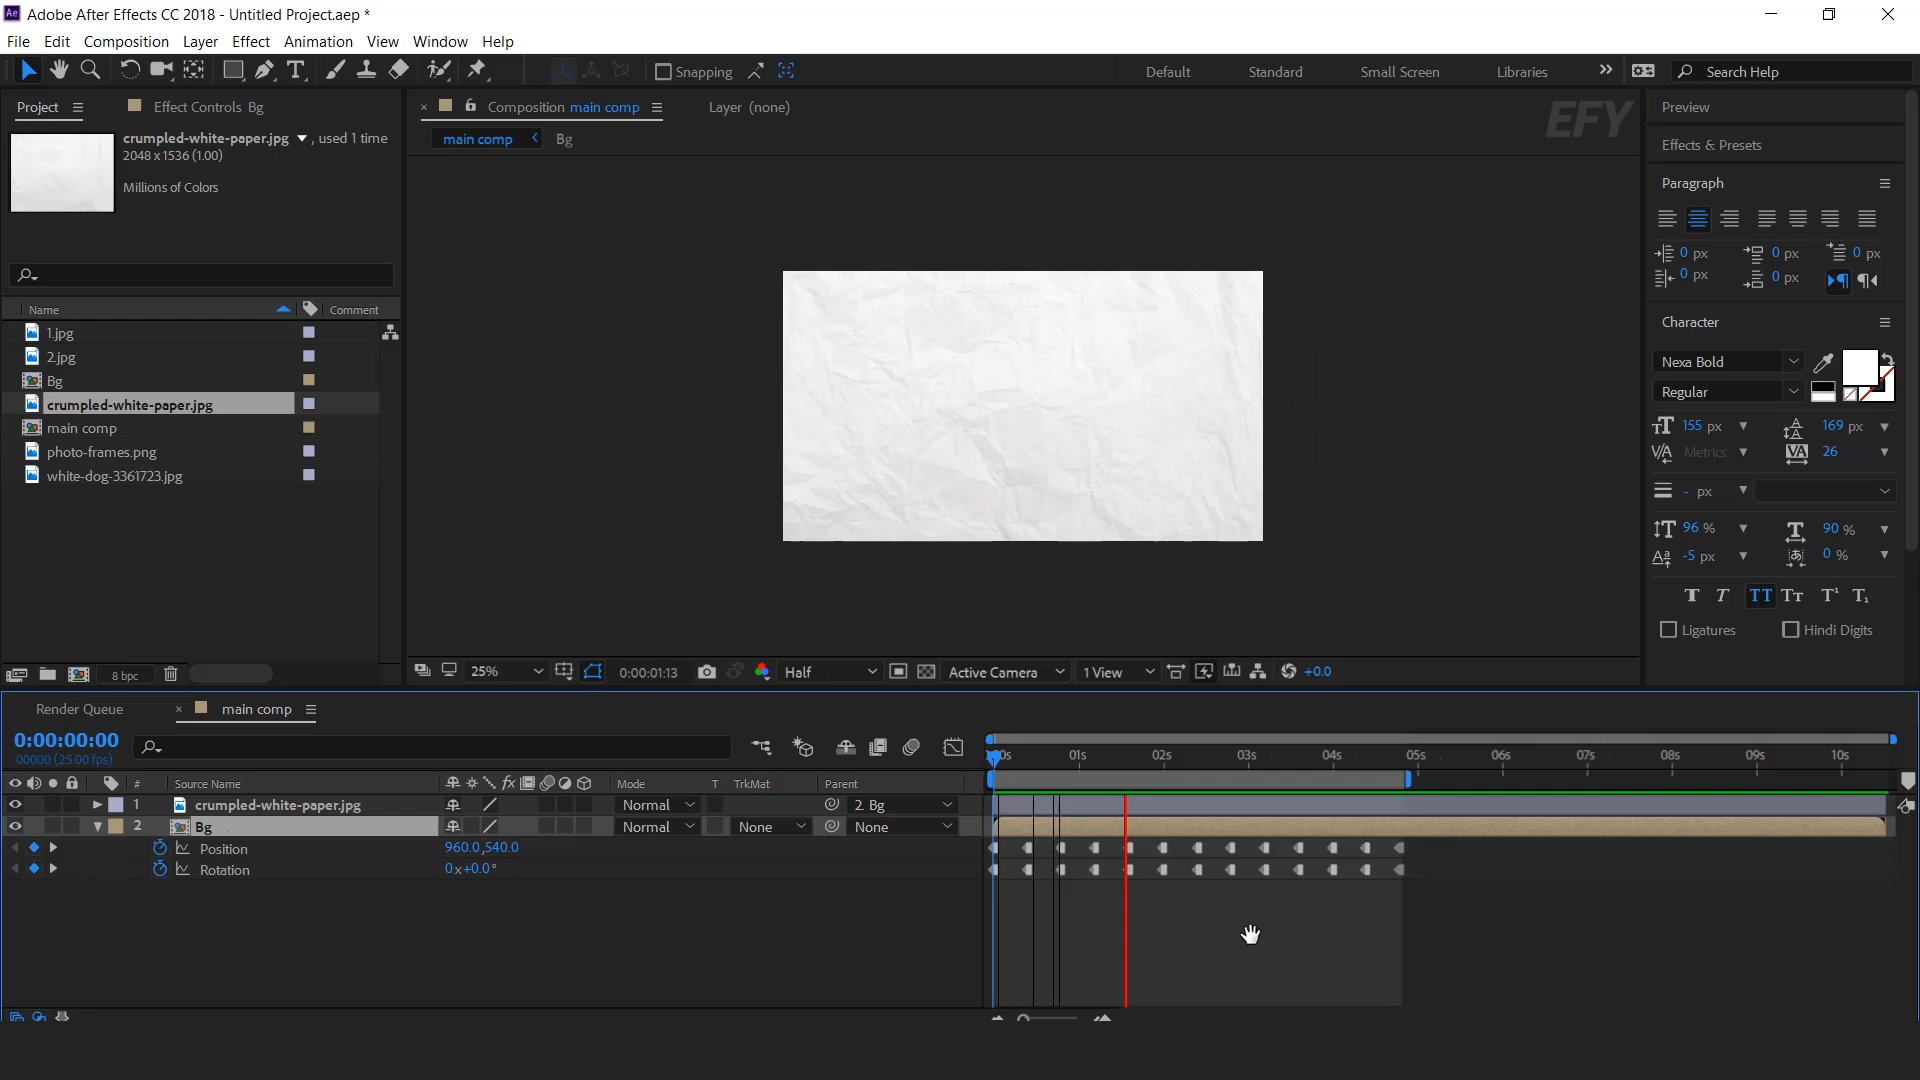 Ae Adobe After Effects CC 2018 - Untitled Project.aep *
File Edit Composition Layer Effect Animation View Window Help
Snapping Default Standard Small Screen Libraries Search Help
Project Effect Controls Bg
crumpled-white-paper.jpg , used 1 time
2048 x 1536 (1.00)
Millions of Colors
Name Comment
1.jpg
2.jpg
Bg
crumpled-white-paper.jpg
main comp
photo-frames.png
white-dog-3361723.jpg
8 bpc
Composition main comp Layer (none)
main comp Bg
EFY
25% 0:00:01:13 Half Active Camera 1 View +0.0
Preview
Effects & Presets
Paragraph
0 px 0 px 0 px
0 px 0 px
Character
Nexa Bold
Regular
155 px 169 px
Metrics 26
- px
96 % 90 %
-5 px 0 %
T T TT Tт T¹ T₁
Ligatures Hindi Digits
Render Queue main comp
0:00:00:00
00000 (25.00 fps)
01s 02s 03s 04s 05s 06s 07s 08s 09s 10s
# Source Name Mode T TrkMat Parent
1 crumpled-white-paper.jpg Normal 2. Bg
2 Bg Normal None None
Position 960.0,540.0
Rotation 0x+0.0°